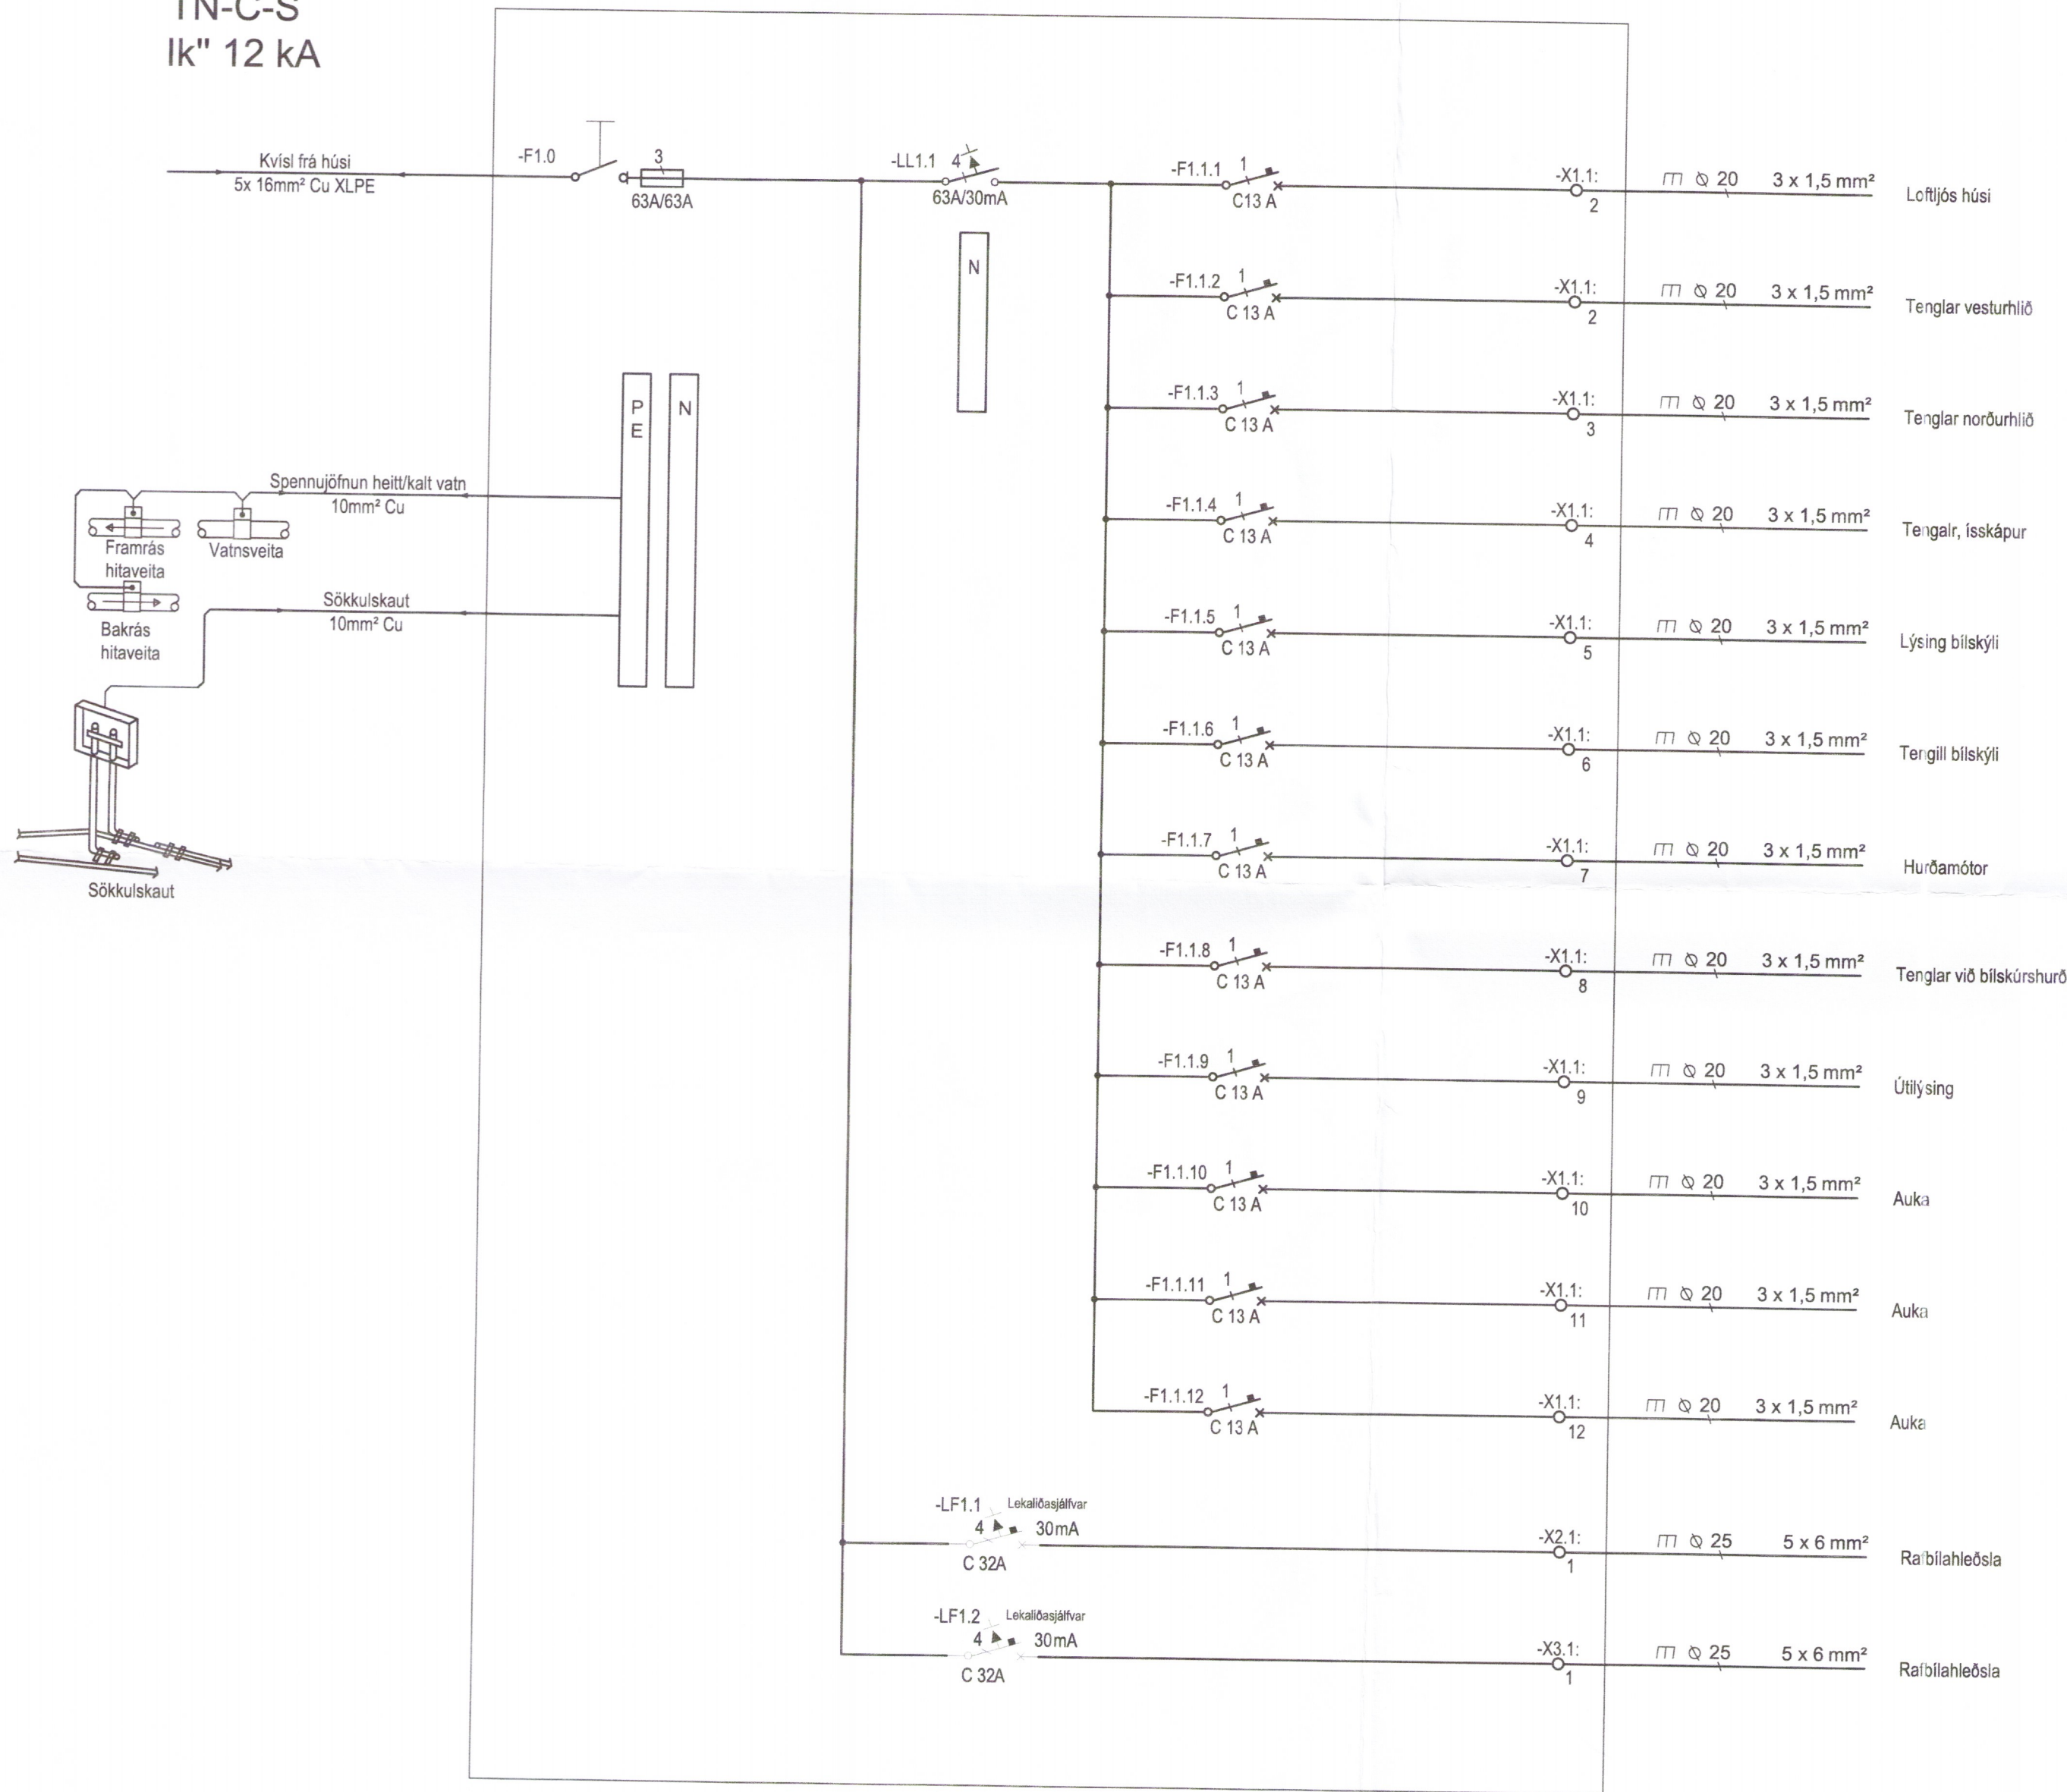 TN-C-S
Ik" 12 kA
Kvísl frá húsi
5x 16mm² Cu XLPE
-F1.0
3
63A/63A
-LL1.1 4
63A/30mA
N
P
E
N
Spennujöfnun heitt/kalt vatn
10mm² Cu
Framrás
hitaveita
Vatnsveita
Bakrás
hitaveita
Sökkulskaut
10mm² Cu
Sökkulskaut
-F1.1.1 1
C13 A
-X1.1:
2
20 3 x 1,5 mm²
Loftljós húsi
-F1.1.2 1
C 13 A
-X1.1:
2
20 3 x 1,5 mm²
Tenglar vesturhlið
-F1.1.3 1
C 13 A
-X1.1:
3
20 3 x 1,5 mm²
Tenglar norðurhlið
-F1.1.4 1
C 13 A
-X1.1:
4
20 3 x 1,5 mm²
Tengalr, ísskápur
-F1.1.5 1
C 13 A
-X1.1:
5
20 3 x 1,5 mm²
Lýsing bílskýli
-F1.1.6 1
C 13 A
-X1.1:
6
20 3 x 1,5 mm²
Tengill bílskýli
-F1.1.7 1
C 13 A
-X1.1:
7
20 3 x 1,5 mm²
Hurðamótor
-F1.1.8 1
C 13 A
-X1.1:
8
20 3 x 1,5 mm²
Tenglar við bílskúrshurð
-F1.1.9 1
C 13 A
-X1.1:
9
20 3 x 1,5 mm²
Útilýsing
-F1.1.10 1
C 13 A
-X1.1:
10
20 3 x 1,5 mm²
Auka
-F1.1.11 1
C 13 A
-X1.1:
11
20 3 x 1,5 mm²
Auka
-F1.1.12 1
C 13 A
-X1.1:
12
20 3 x 1,5 mm²
Auka
-LF1.1 Lekaliðasjálfvar
4 30mA
C 32A
-X2.1:
1
25 5 x 6 mm²
Rafbílahleðsla
-LF1.2 Lekaliðasjálfvar
4 30mA
C 32A
-X3.1:
1
25 5 x 6 mm²
Rafbílahleðsla